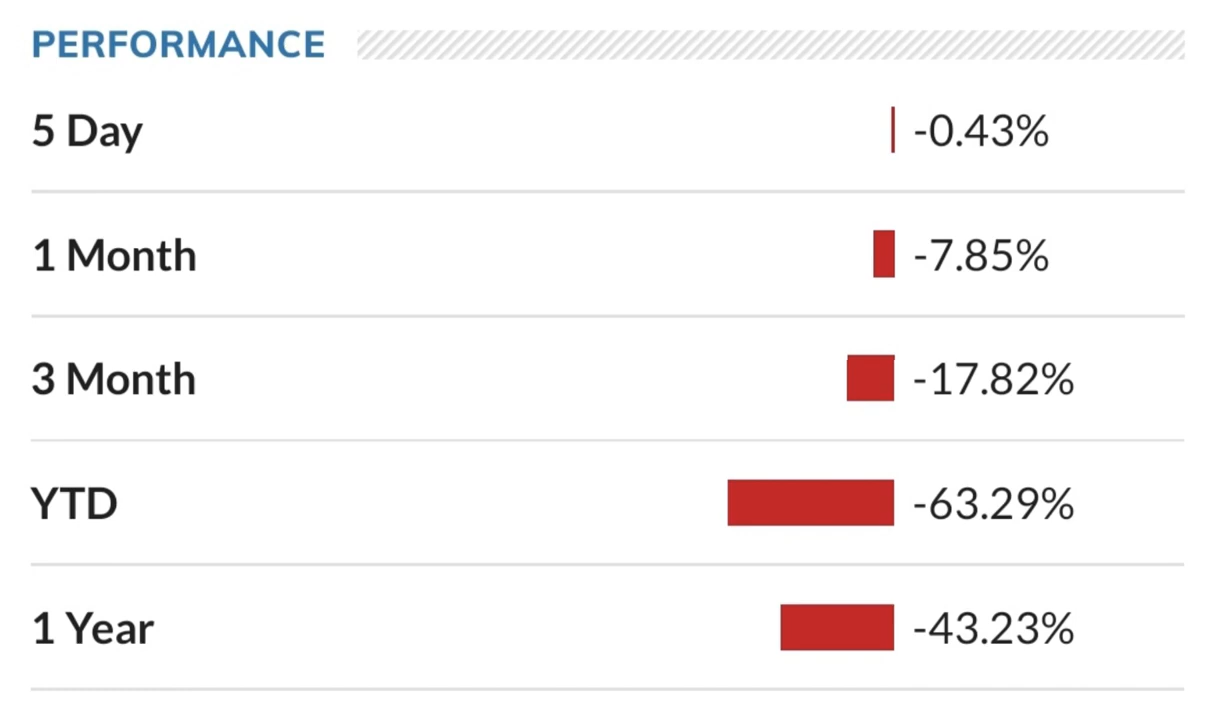 PERFORMANCE
5 Day -0.43%
1 Month -7.85%
3 Month -17.82%
YTD -63.29%
1 Year -43.23%